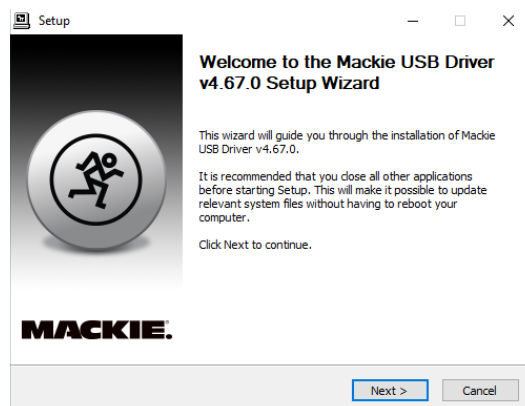 Setup
Welcome to the Mackie USB Driver
v4.67.0 Setup Wizard
This wizard will guide you through the installation of Mackie
USB Driver v4.67.0.
It is recommended that you close all other applications
before starting Setup. This will make it possible to update
relevant system files without having to reboot your
computer.
Click Next to continue.
MACKIE.
Next >
Cancel